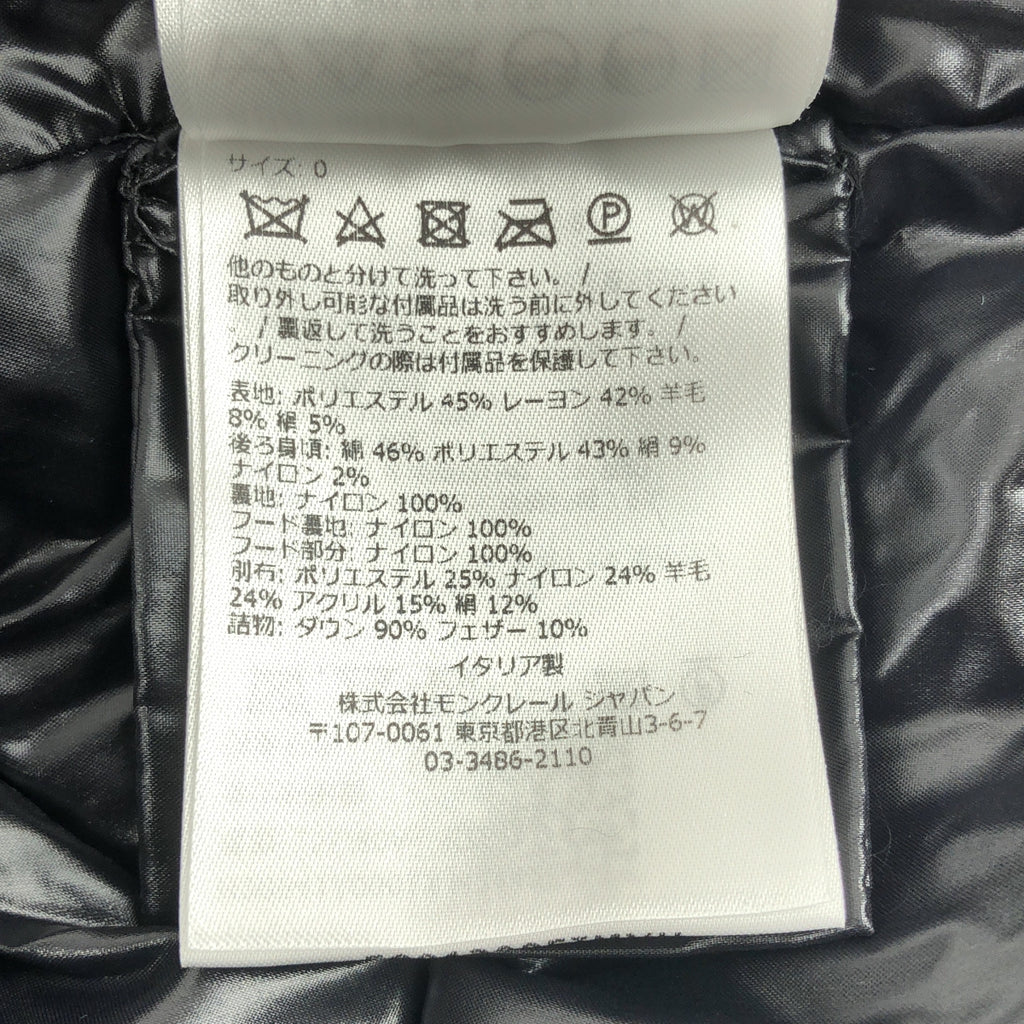 サイズ: 0
P W
他のものと分けて洗って下さい。 /
取り外し可能な付属品は洗う前に外してください
。 / 裏返して洗うことをおすすめします。 /
クリーニングの際は付属品を保護して下さい。
表地: ポリエステル 45% レーヨン 42% 羊毛
8% 絹 5%
後ろ身頃: 綿 46% ポリエステル 43% 絹 9%
ナイロン 2%
裏地: ナイロン 100%
フード裏地: ナイロン 100%
フード部分: ナイロン 100%
別布: ポリエステル 25% ナイロン 24% 羊毛
24% アクリル 15% 絹 12%
詰物: ダウン 90% フェザー 10%
イタリア製
株式会社モンクレール ジャパン
〒107-0061 東京都港区北青山3-6-7
03-3486-2110